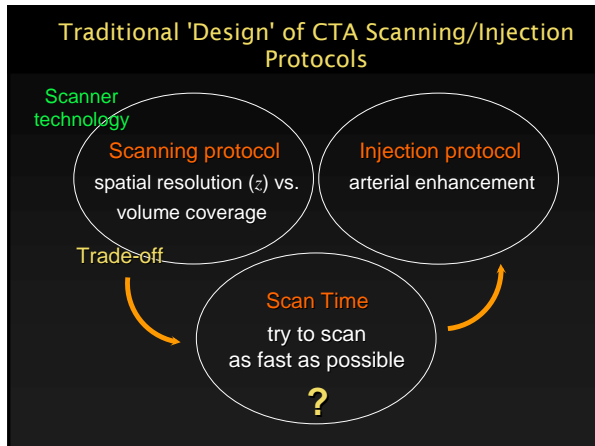 Traditional 'Design' of CTA Scanning/Injection
Protocols
Scanner
technology
Scanning protocol
spatial resolution (z) vs.
volume coverage
Injection protocol
arterial enhancement
Trade-off
Scan Time
try to scan
as fast as possible
?